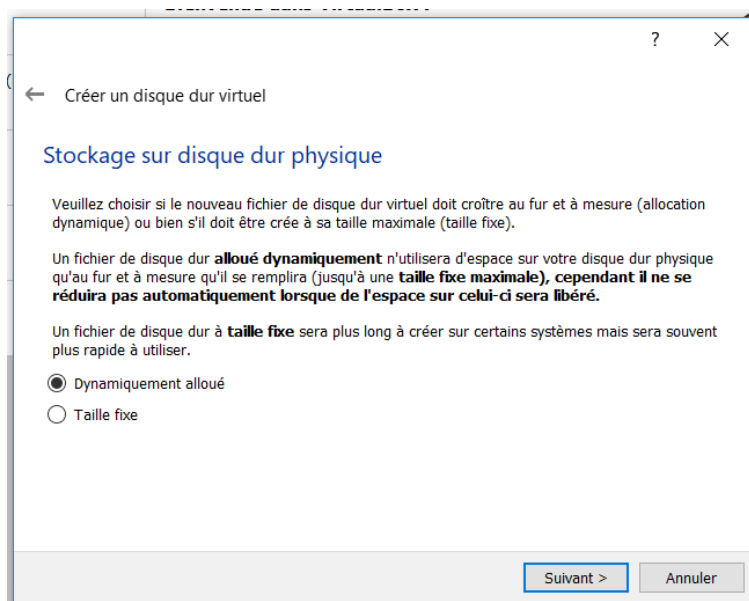 ?
Créer un disque dur virtuel
Stockage sur disque dur physique
Veuillez choisir si le nouveau fichier de disque dur virtuel doit croître au fur et à mesure (allocation
dynamique) ou bien s'il doit être crée à sa taille maximale (taille fixe).
Un fichier de disque dur alloué dynamiquement n'utilisera d'espace sur votre disque dur physique
qu'au fur et à mesure qu'il se remplira (jusqu'à une taille fixe maximale), cependant il ne se
réduira pas automatiquement lorsque de l'espace sur celui-ci sera libéré.
Un fichier de disque dur à taille fixe sera plus long à créer sur certains systèmes mais sera souvent
plus rapide à utiliser.
Dynamiquement alloué
Taille fixe
Suivant >
Annuler